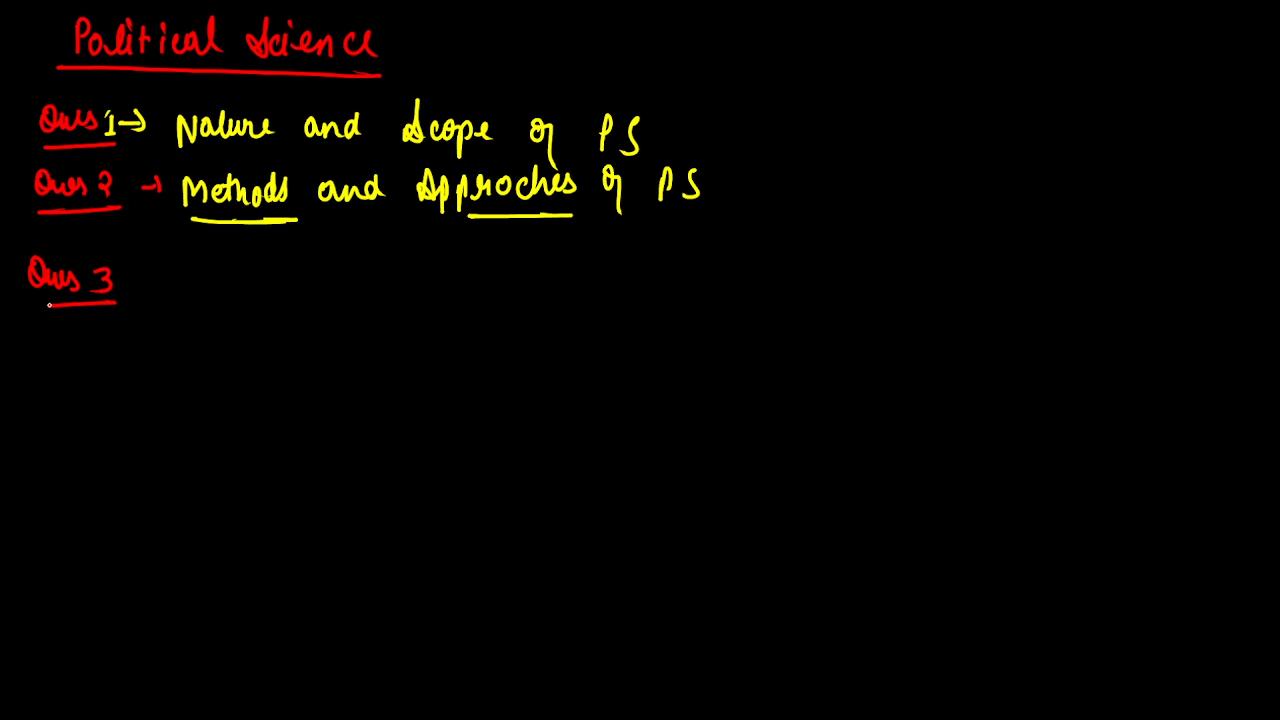 Political Science
Ques 1→ Nature and Scope of PS
Ques 2 → Methods and Approches of PS
Ques 3